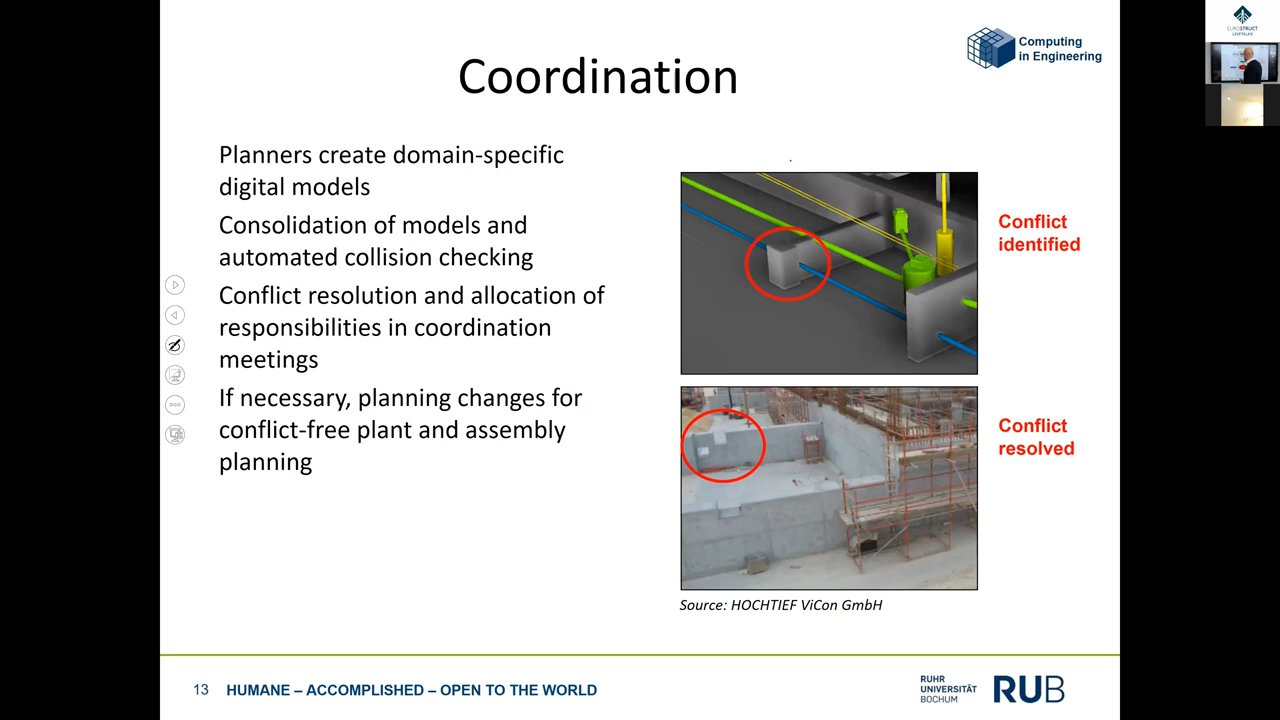 Coordination
Computing
in Engineering
Planners create domain-specific
digital models
Consolidation of models and
automated collision checking
Conflict resolution and allocation of
responsibilities in coordination
meetings
If necessary, planning changes for
conflict-free plant and assembly
planning
Conflict
identified
Conflict
resolved
Source: HOCHTIEF ViCon GmbH
13 HUMANE – ACCOMPLISHED – OPEN TO THE WORLD
RUHR
UNIVERSITÄT
BOCHUM
RUB
EUROSTRUCT
LIVETALKS